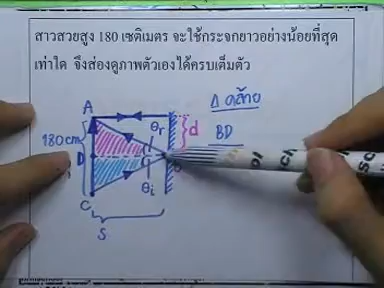 สาวสวยสูง 180 เซติเมตร จะใช้กระจกยาวอย่างน้อยที่สุด
เท่าใด จึงส่องดูภาพตัวเองได้ครบเต็มตัว
A
Δ คล้าย
θr
d
180 cm
BD
D
θi
C
S